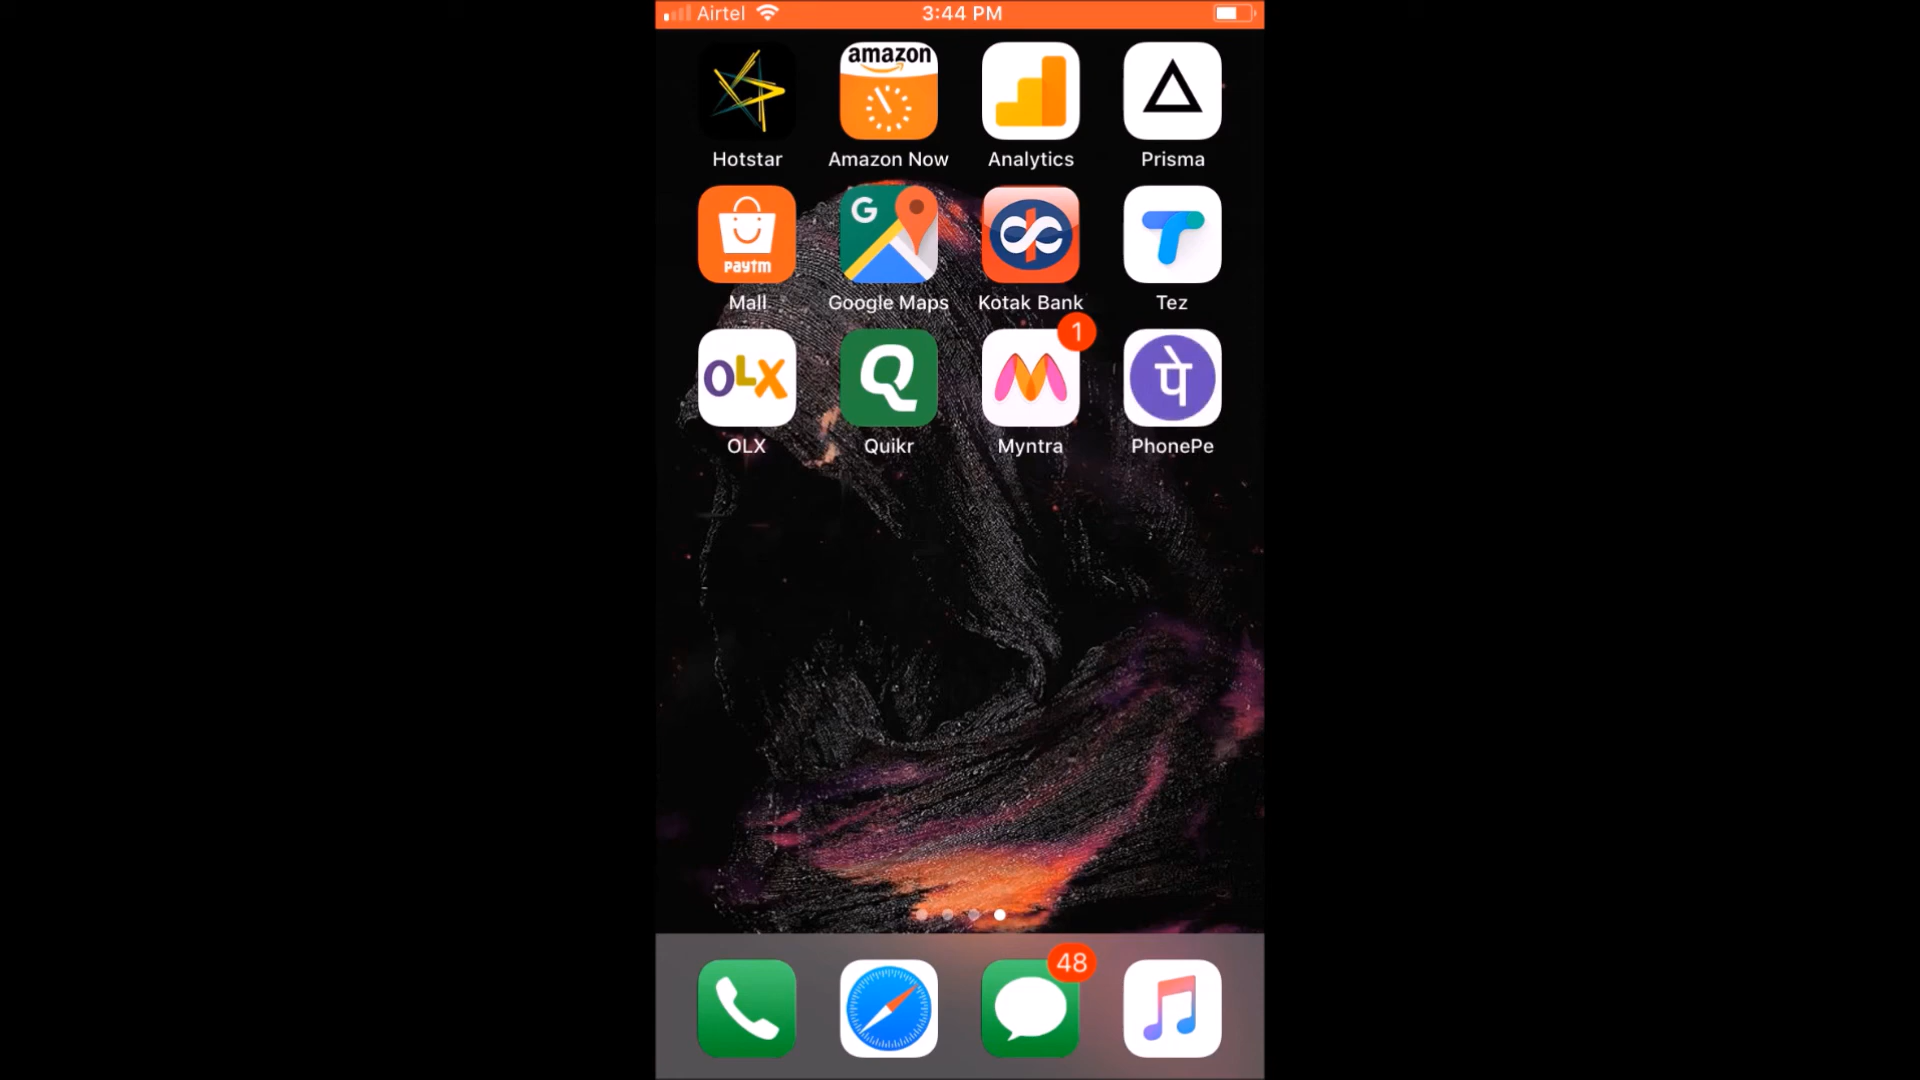 Airtel 3:44 PM
amazon
Hotstar Amazon Now Analytics Prisma
G
paytm
Mall Google Maps Kotak Bank Tez
1
OLX Q पे
OLX Quikr Myntra PhonePe
48